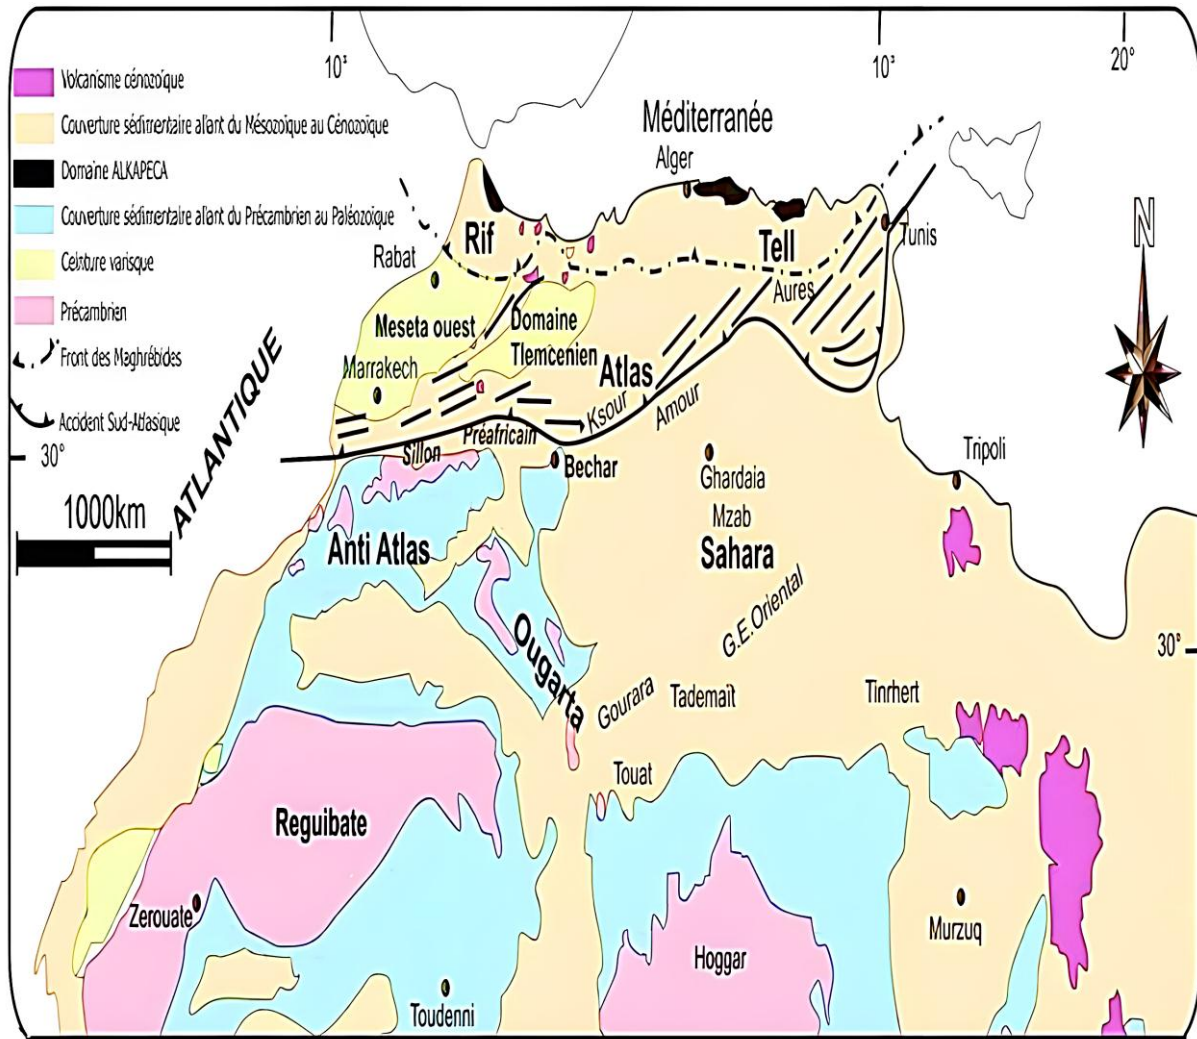 10³
10³
20°
Volcanisme cénozoïque
Couverture sédimentaire allant du Mésozoïque au Cénozoïque
Domaine ALKAPECA
Couverture sédimentaire allant du Précambrien au Paléozoïque
Ceinture varisque
Précambrien
Front des Maghrébides
Accident Sud-Atlasique
30°
1000km
ATLANTIQUE
Méditerranée
Alger
N
Rif
Tell
Tunis
Rabat
Aures
Meseta ouest
Domaine
Tlemcenien
Marrakech
Atlas
Ksour
Amour
Préafricain
Sillon
Bechar
Tripoli
Ghardaia
Mzab
Sahara
Anti Atlas
G.E.Oriental
Ougarta
30°
Gourara
Tademaït
Tinrhert
Touat
Reguibate
Zerouate
Murzuq
Hoggar
Toudenni